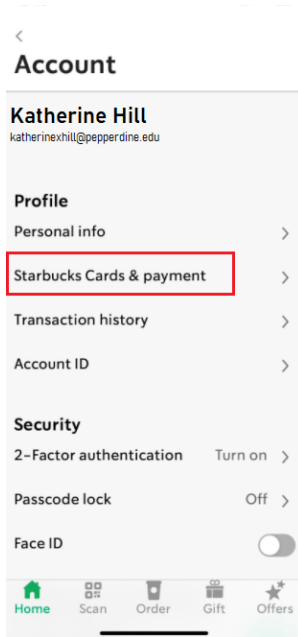 Account
Katherine Hill
katherinexhill@pepperdine.edu
Profile
Personal info
Starbucks Cards & payment
Transaction history
Account ID
Security
2-Factor authentication Turn on
Passcode lock Off
Face ID
Home Scan Order Gift Offers